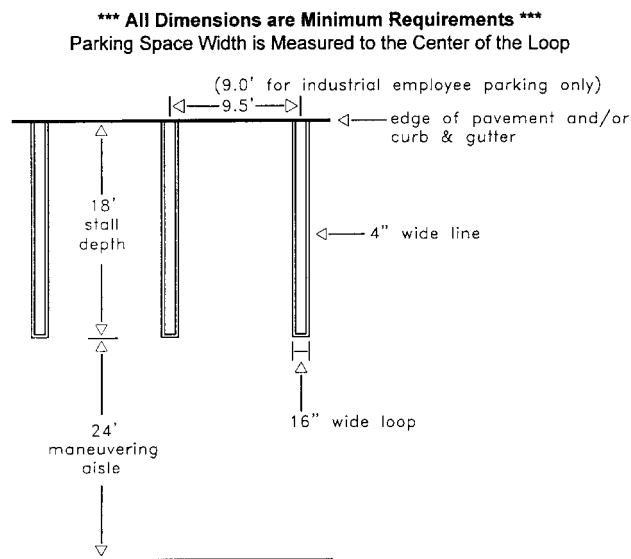 *** All Dimensions are Minimum Requirements ***
Parking Space Width is Measured to the Center of the Loop
(9.0' for industrial employee parking only)
9.5'
edge of pavement and/or
curb & gutter
18'
stall
depth
4" wide line
16" wide loop
24'
maneuvering
aisle